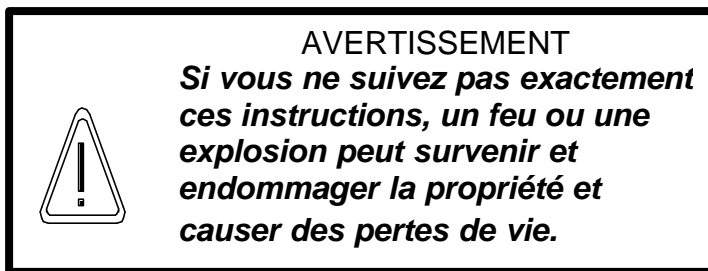 AVERTISSEMENT
Si vous ne suivez pas exactement
ces instructions, un feu ou une
explosion peut survenir et
endommager la propriété et
causer des pertes de vie.